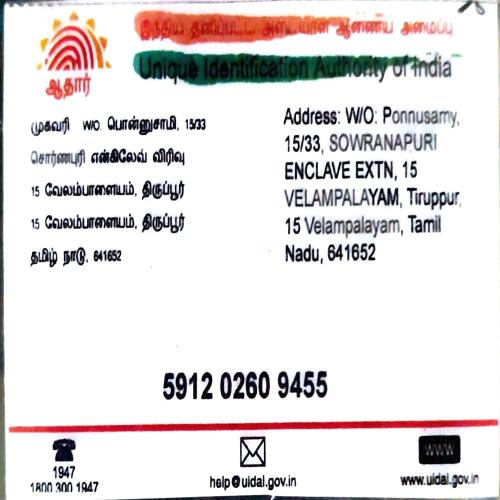 இந்திய தனிப்பட்ட அடையாள ஆணைய அமைப்பு
Unique Identification Authority of India
ஆதார்
முகவரி W/O. பொன்னுசாமி, 15/33
சொர்ணபுரி என்கிலேவ் விரிவு
15 வேலம்பாளையம், திருப்பூர்
15 வேலம்பாளையம், திருப்பூர்
தமிழ் நாடு, 641652
Address: W/O: Ponnusamy,
15/33, SOWRANAPURI
ENCLAVE EXTN, 15
VELAMPALAYAM, Tiruppur,
15 Velampalayam, Tamil
Nadu, 641652
5912 0260 9455
1947
1800 300 1947
help@uidal.gov.in
www
www.uidal.gov.in